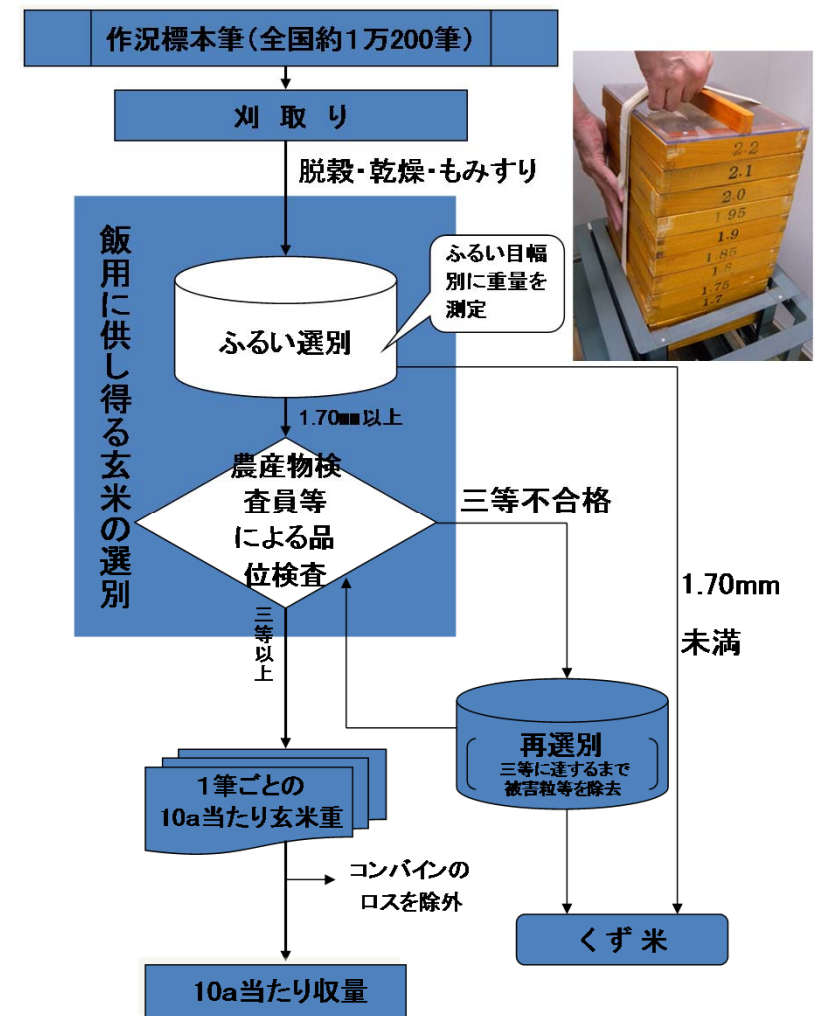 作況標本筆(全国約1万200筆)
刈取り
脱穀・乾燥・もみすり
飯用に供し得る玄米の選別
ふるい目幅
別に重量を
測定
ふるい選別
1.70mm以上
農産物検
査員等
による品
位検査
三等不合格
1.70mm
未満
三等以上
再選別
三等に達するまで
被害粒等を除去
1筆ごとの
10a当たり玄米重
コンバインの
ロスを除外
くず米
10a当たり収量
2.2
2.1
2.0
1.95
1.9
1.85
1.8
1.75
1.7